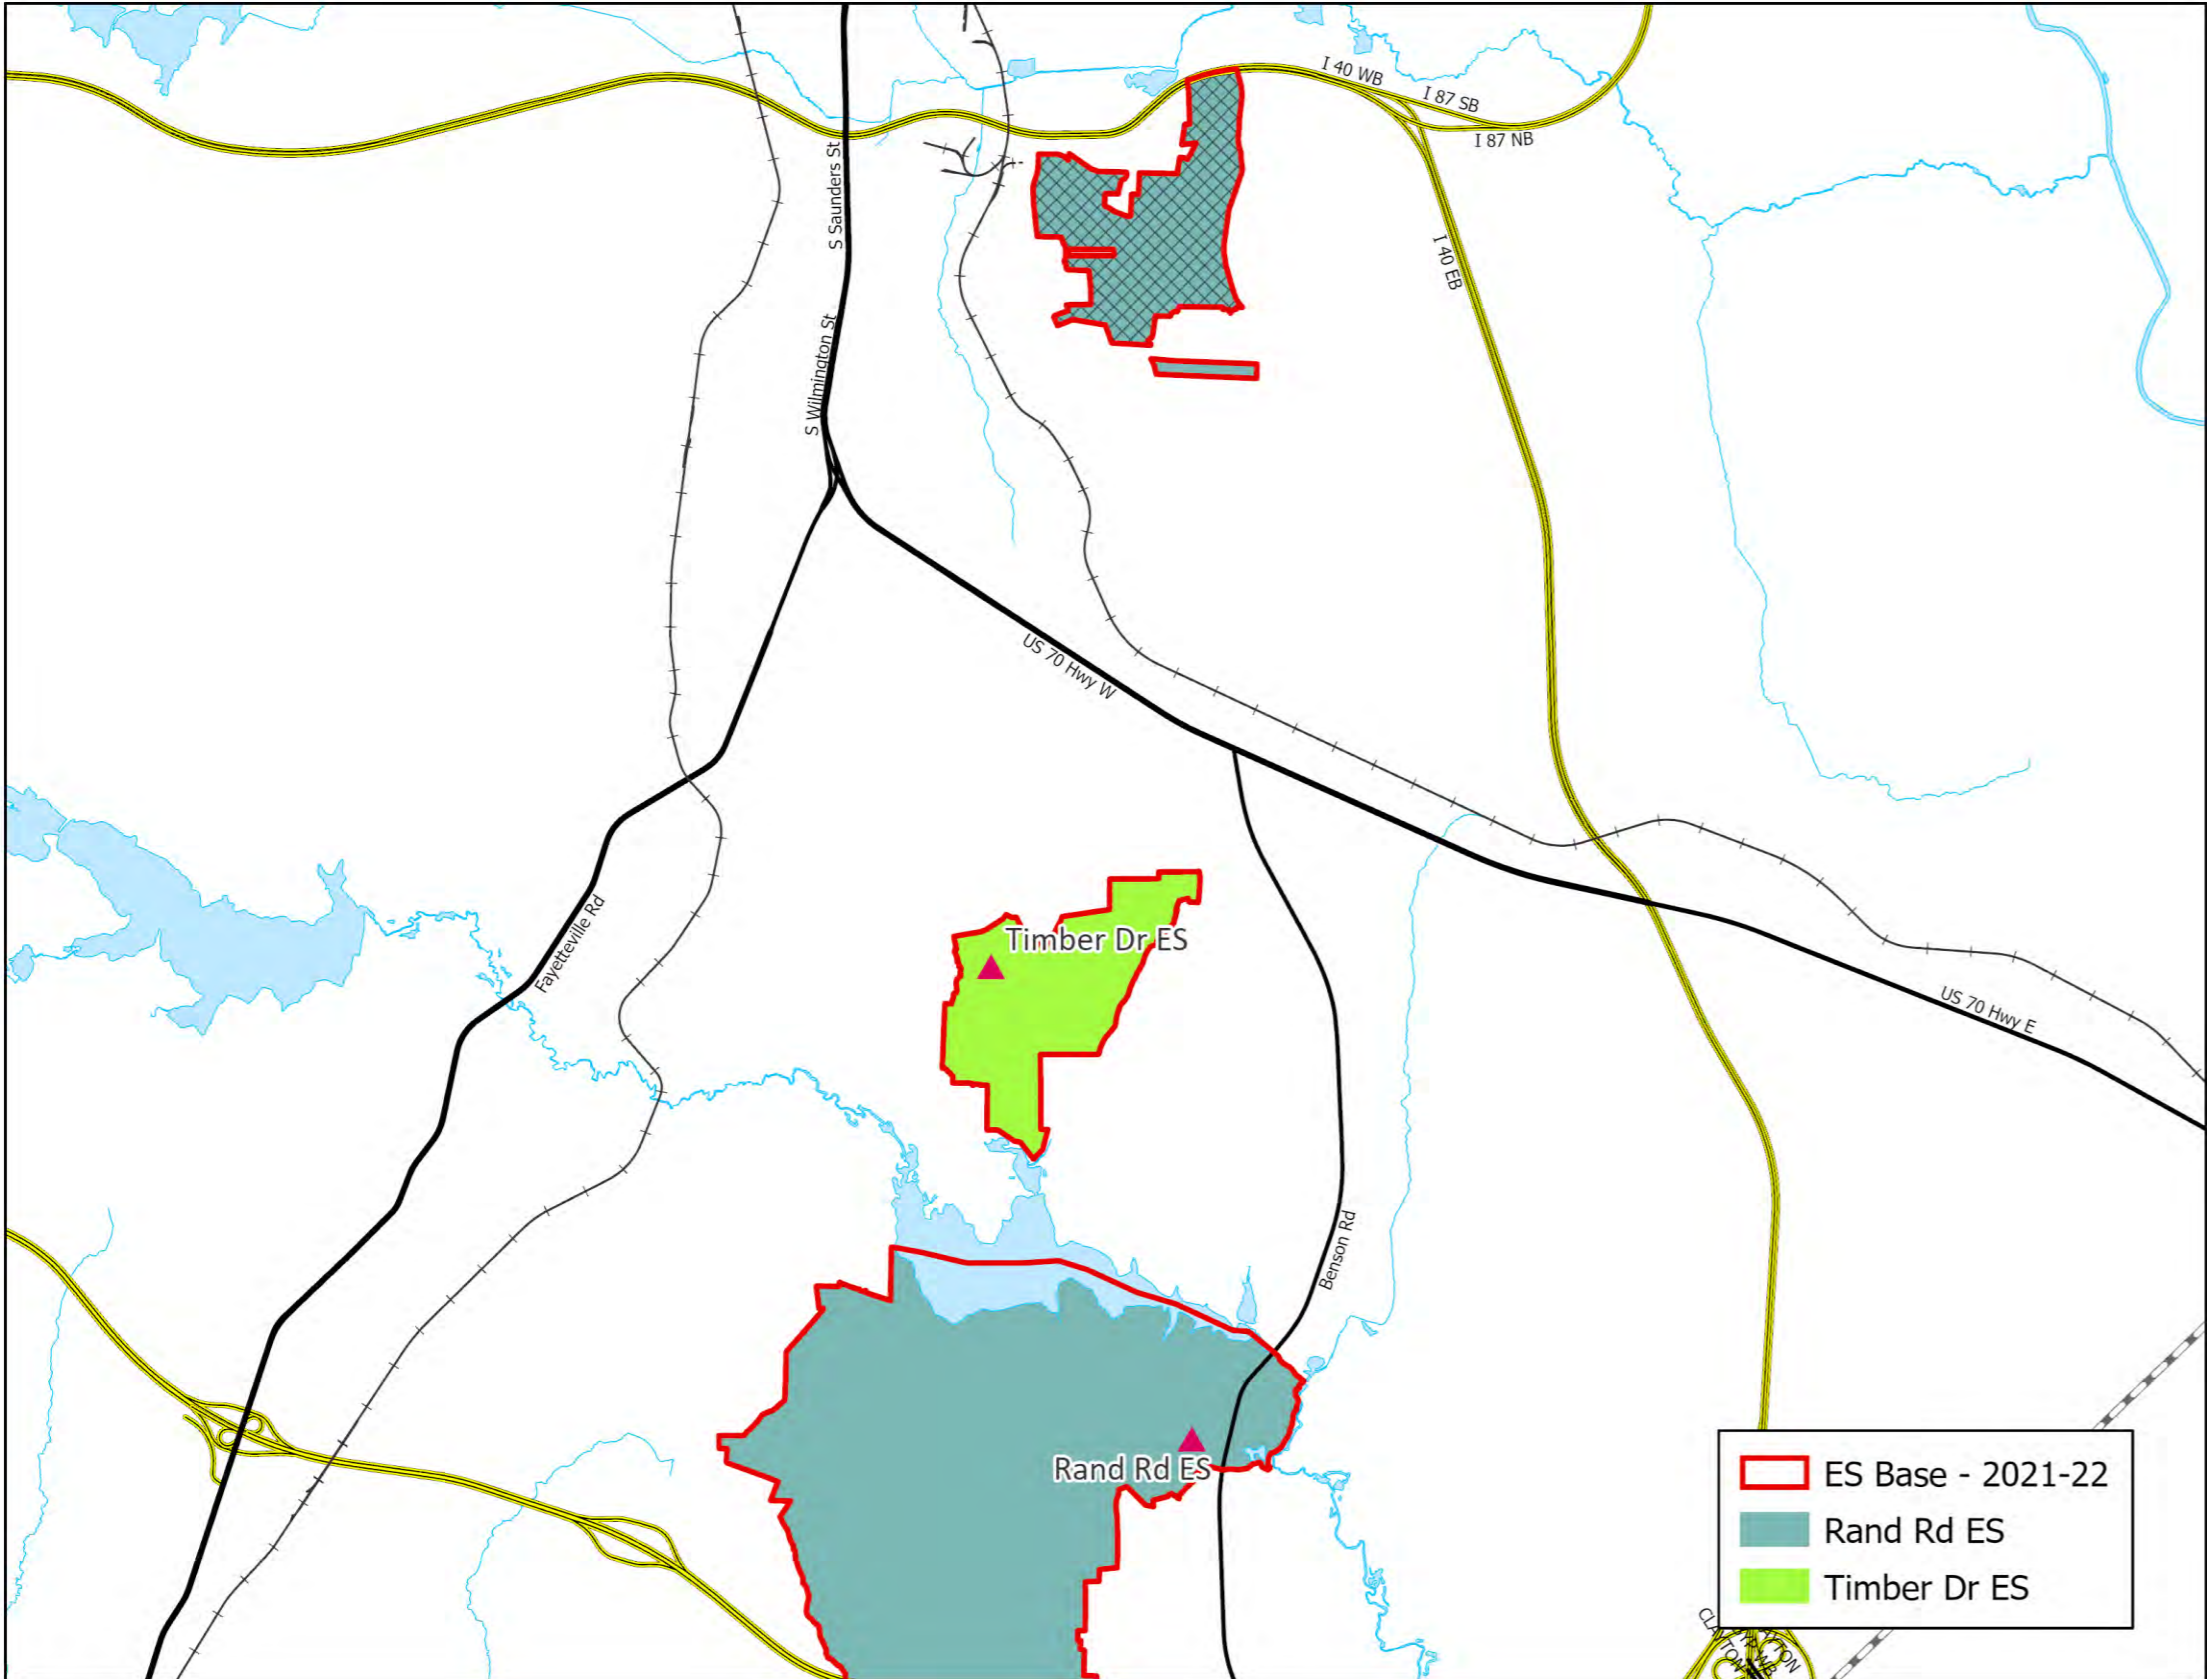 I 40 WB
I 87 SB
I 87 NB
S Saunders St
I 40 EB
S Wilmington St
US 70 Hwy W
Fayetteville Rd
Timber Dr ES
US 70 Hwy E
Benson Rd
Rand Rd ES
ES Base - 2021-22
Rand Rd ES
Timber Dr ES
CLAYTON